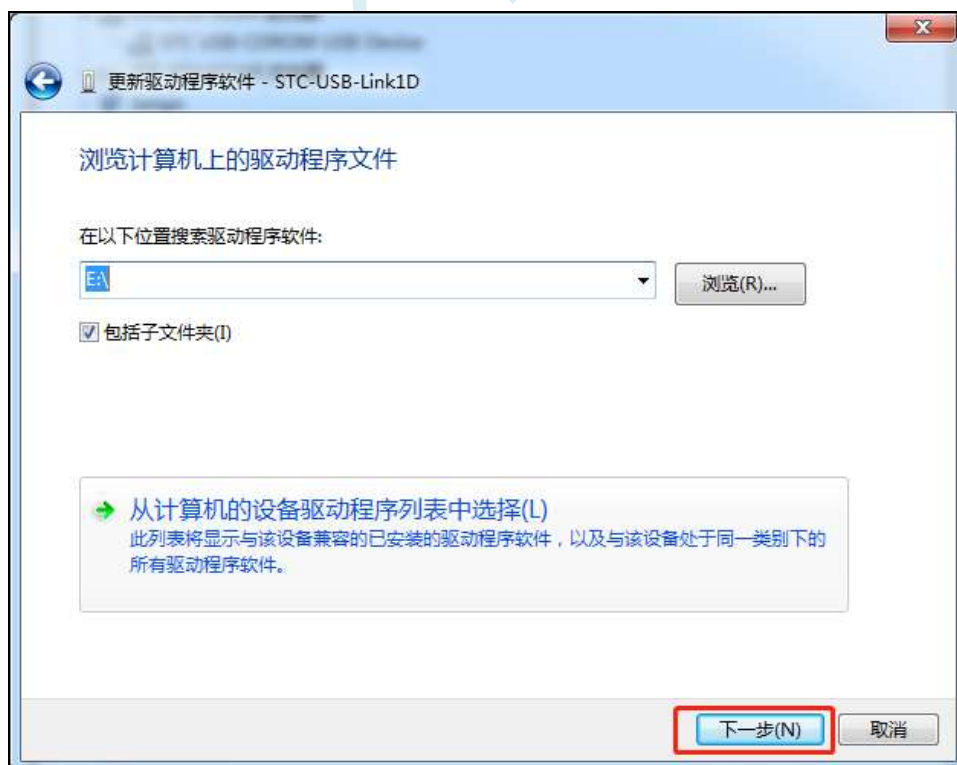 STC USB-CDROM USB Device
更新驱动程序软件 - STC-USB-Link1D
浏览计算机上的驱动程序文件
在以下位置搜索驱动程序软件:
E:\
浏览(R)...
包括子文件夹(I)
从计算机的设备驱动程序列表中选择(L)
此列表将显示与该设备兼容的已安装的驱动程序软件，以及与该设备处于同一类别下的
所有驱动程序软件。
下一步(N)
取消